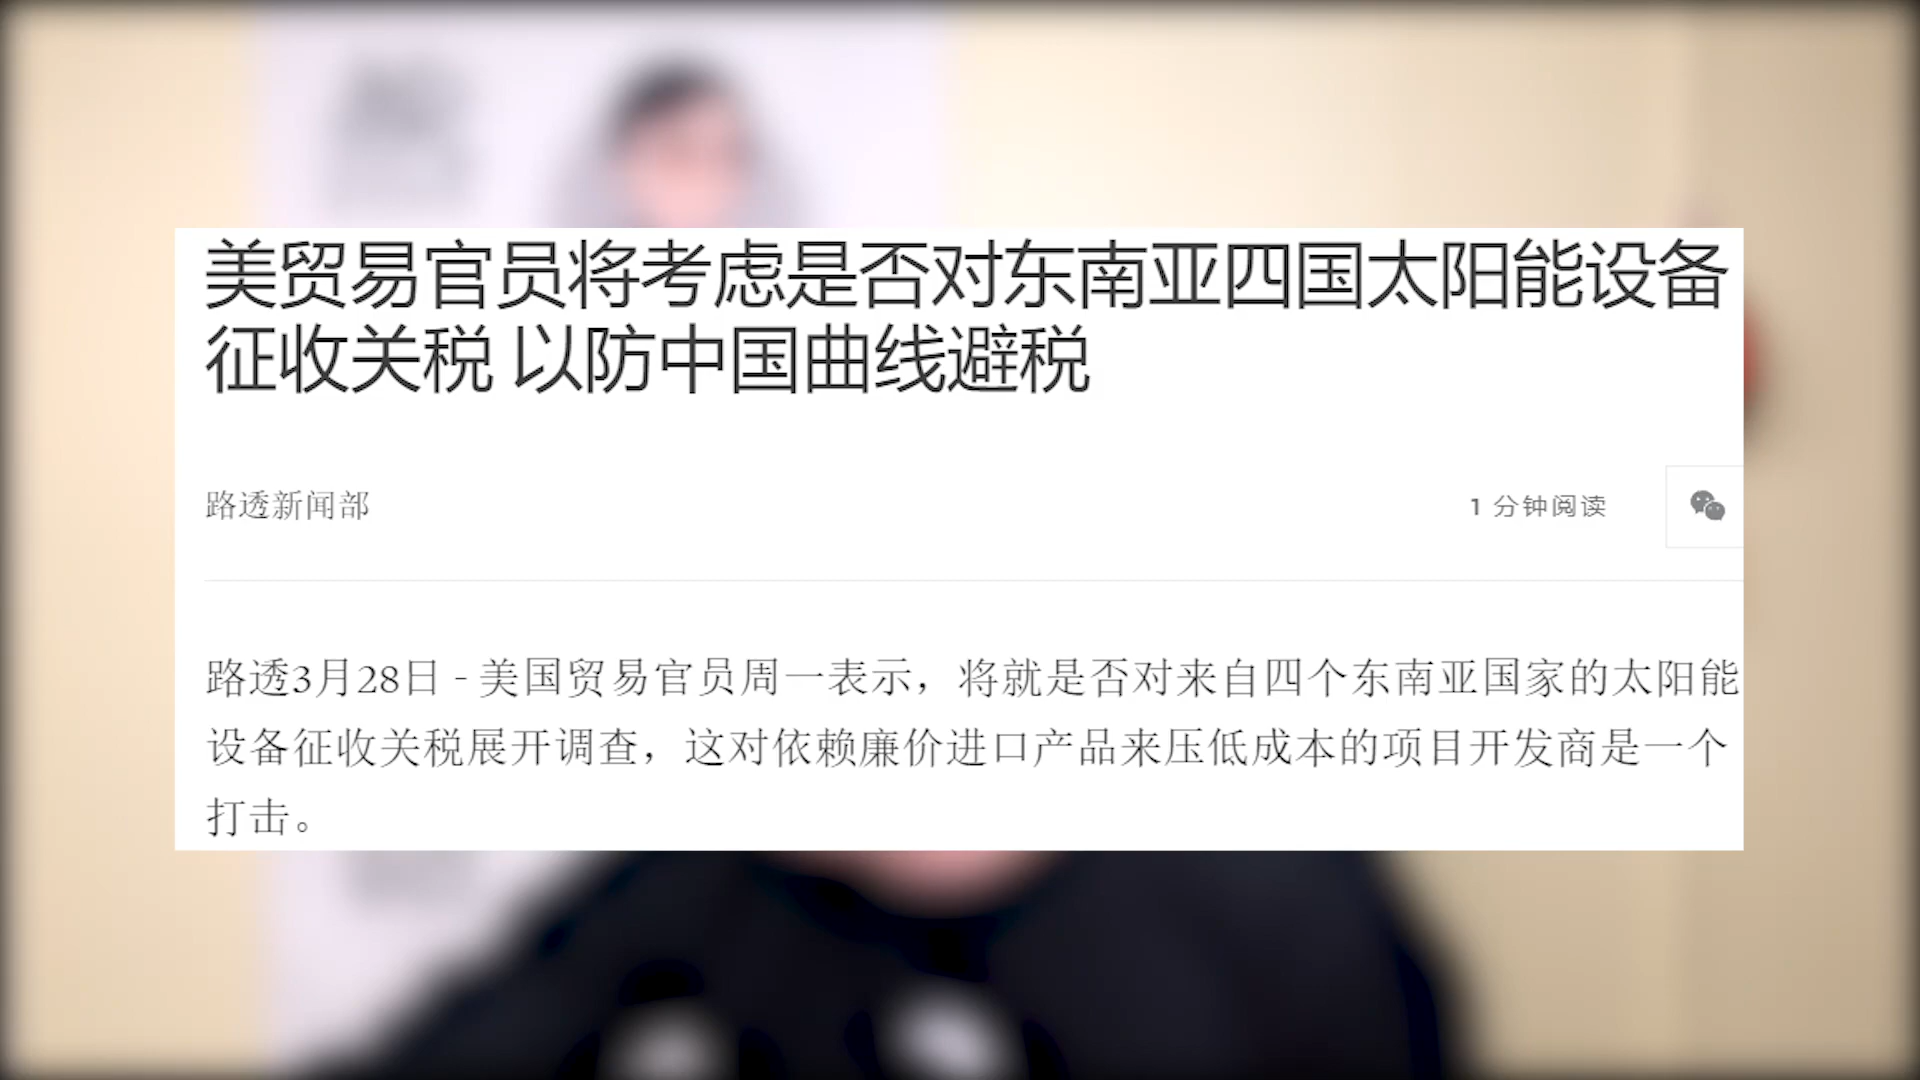 美贸易官员将考虑是否对东南亚四国太阳能设备
征收关税 以防中国曲线避税
路透新闻部
1 分钟阅读
路透3月28日 - 美国贸易官员周一表示，将就是否对来自四个东南亚国家的太阳能
设备征收关税展开调查，这对依赖廉价进口产品来压低成本的项目开发商是一个
打击。